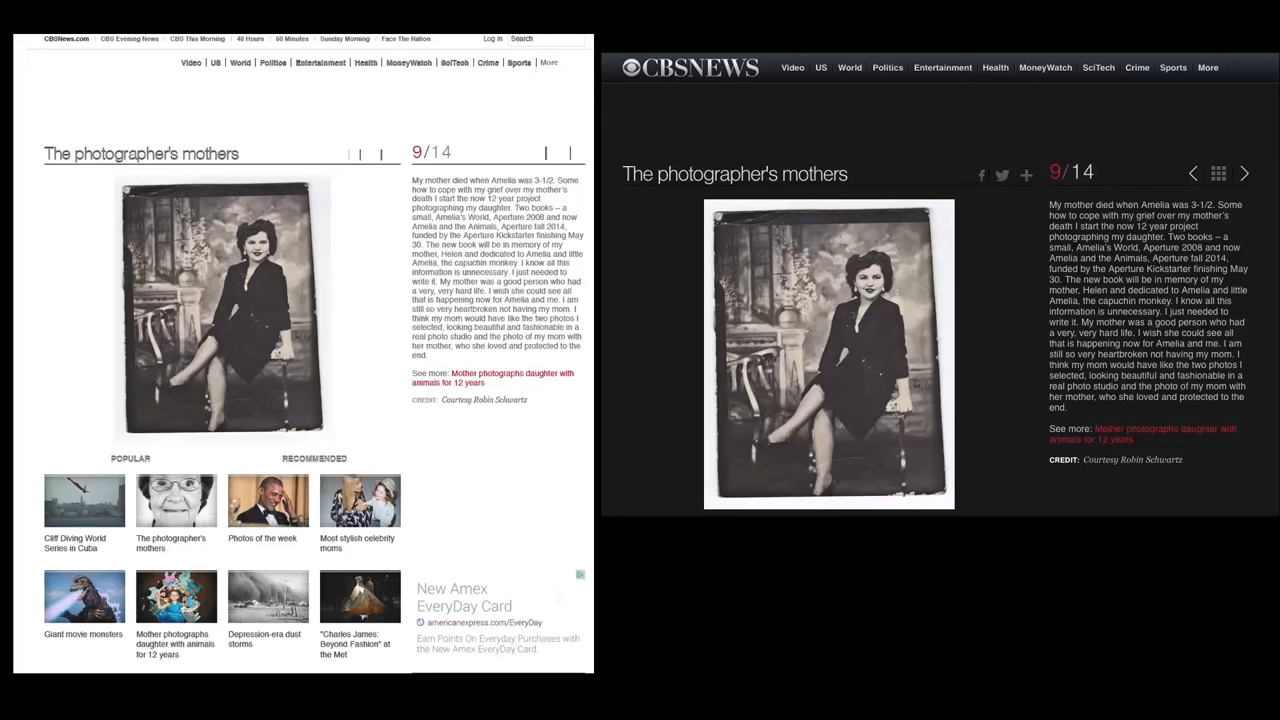 CBSNews.com / CBS Evening News / CBS This Morning / 48 Hours / 60 Minutes / Sunday Morning / Face The Nation
Log In Search
Video US World Politics Entertainment Health MoneyWatch SciTech Crime Sports More
The photographer's mothers
9/14
My mother died when Amelia was 3-1/2. Some
how to cope with my grief over my mother's
death I start the now 12 year project
photographing my daughter. Two books – a
small, Amelia's World, Aperture 2008 and now
Amelia and the Animals, Aperture fall 2014,
funded by the Aperture Kickstarter finishing May
30. The new book will be in memory of my
mother, Helen and dedicated to Amelia and little
Amelia, the capuchin monkey. I know all this
information is unnecessary. I just needed to
write it. My mother was a good person who had
a very, very hard life. I wish she could see all
that is happening now for Amelia and me. I am
still so very heartbroken not having my mom. I
think my mom would have like the two photos I
selected, looking beautiful and fashionable in a
real photo studio and the photo of my mom with
her mother, who she loved and protected to the
end.
See more: Mother photographs daughter with
animals for 12 years
CREDIT: Courtesy Robin Schwartz
POPULAR
RECOMMENDED
Cliff Diving World
Series in Cuba
The photographer's
mothers
Photos of the week
Most stylish celebrity
moms
Giant movie monsters
Mother photographs
daughter with animals
for 12 years
Depression-era dust
storms
"Charles James:
Beyond Fashion" at
the Met
New Amex
EveryDay Card
americanexpress.com/EveryDay
Earn Points On Everyday Purchases with
the New Amex EveryDay Card.
CBSNEWS
Video US World Politics Entertainment Health MoneyWatch SciTech Crime Sports More
The photographer's mothers
9/14
My mother died when Amelia was 3-1/2. Some
how to cope with my grief over my mother's
death I start the now 12 year project
photographing my daughter. Two books – a
small, Amelia's World, Aperture 2008 and now
Amelia and the Animals, Aperture fall 2014,
funded by the Aperture Kickstarter finishing May
30. The new book will be in memory of my
mother, Helen and dedicated to Amelia and little
Amelia, the capuchin monkey. I know all this
information is unnecessary. I just needed to
write it. My mother was a good person who had
a very, very hard life. I wish she could see all
that is happening now for Amelia and me. I am
still so very heartbroken not having my mom. I
think my mom would have like the two photos I
selected, looking beautiful and fashionable in a
real photo studio and the photo of my mom with
her mother, who she loved and protected to the
end.
See more: Mother photographs daughter with
animals for 12 years
CREDIT: Courtesy Robin Schwartz